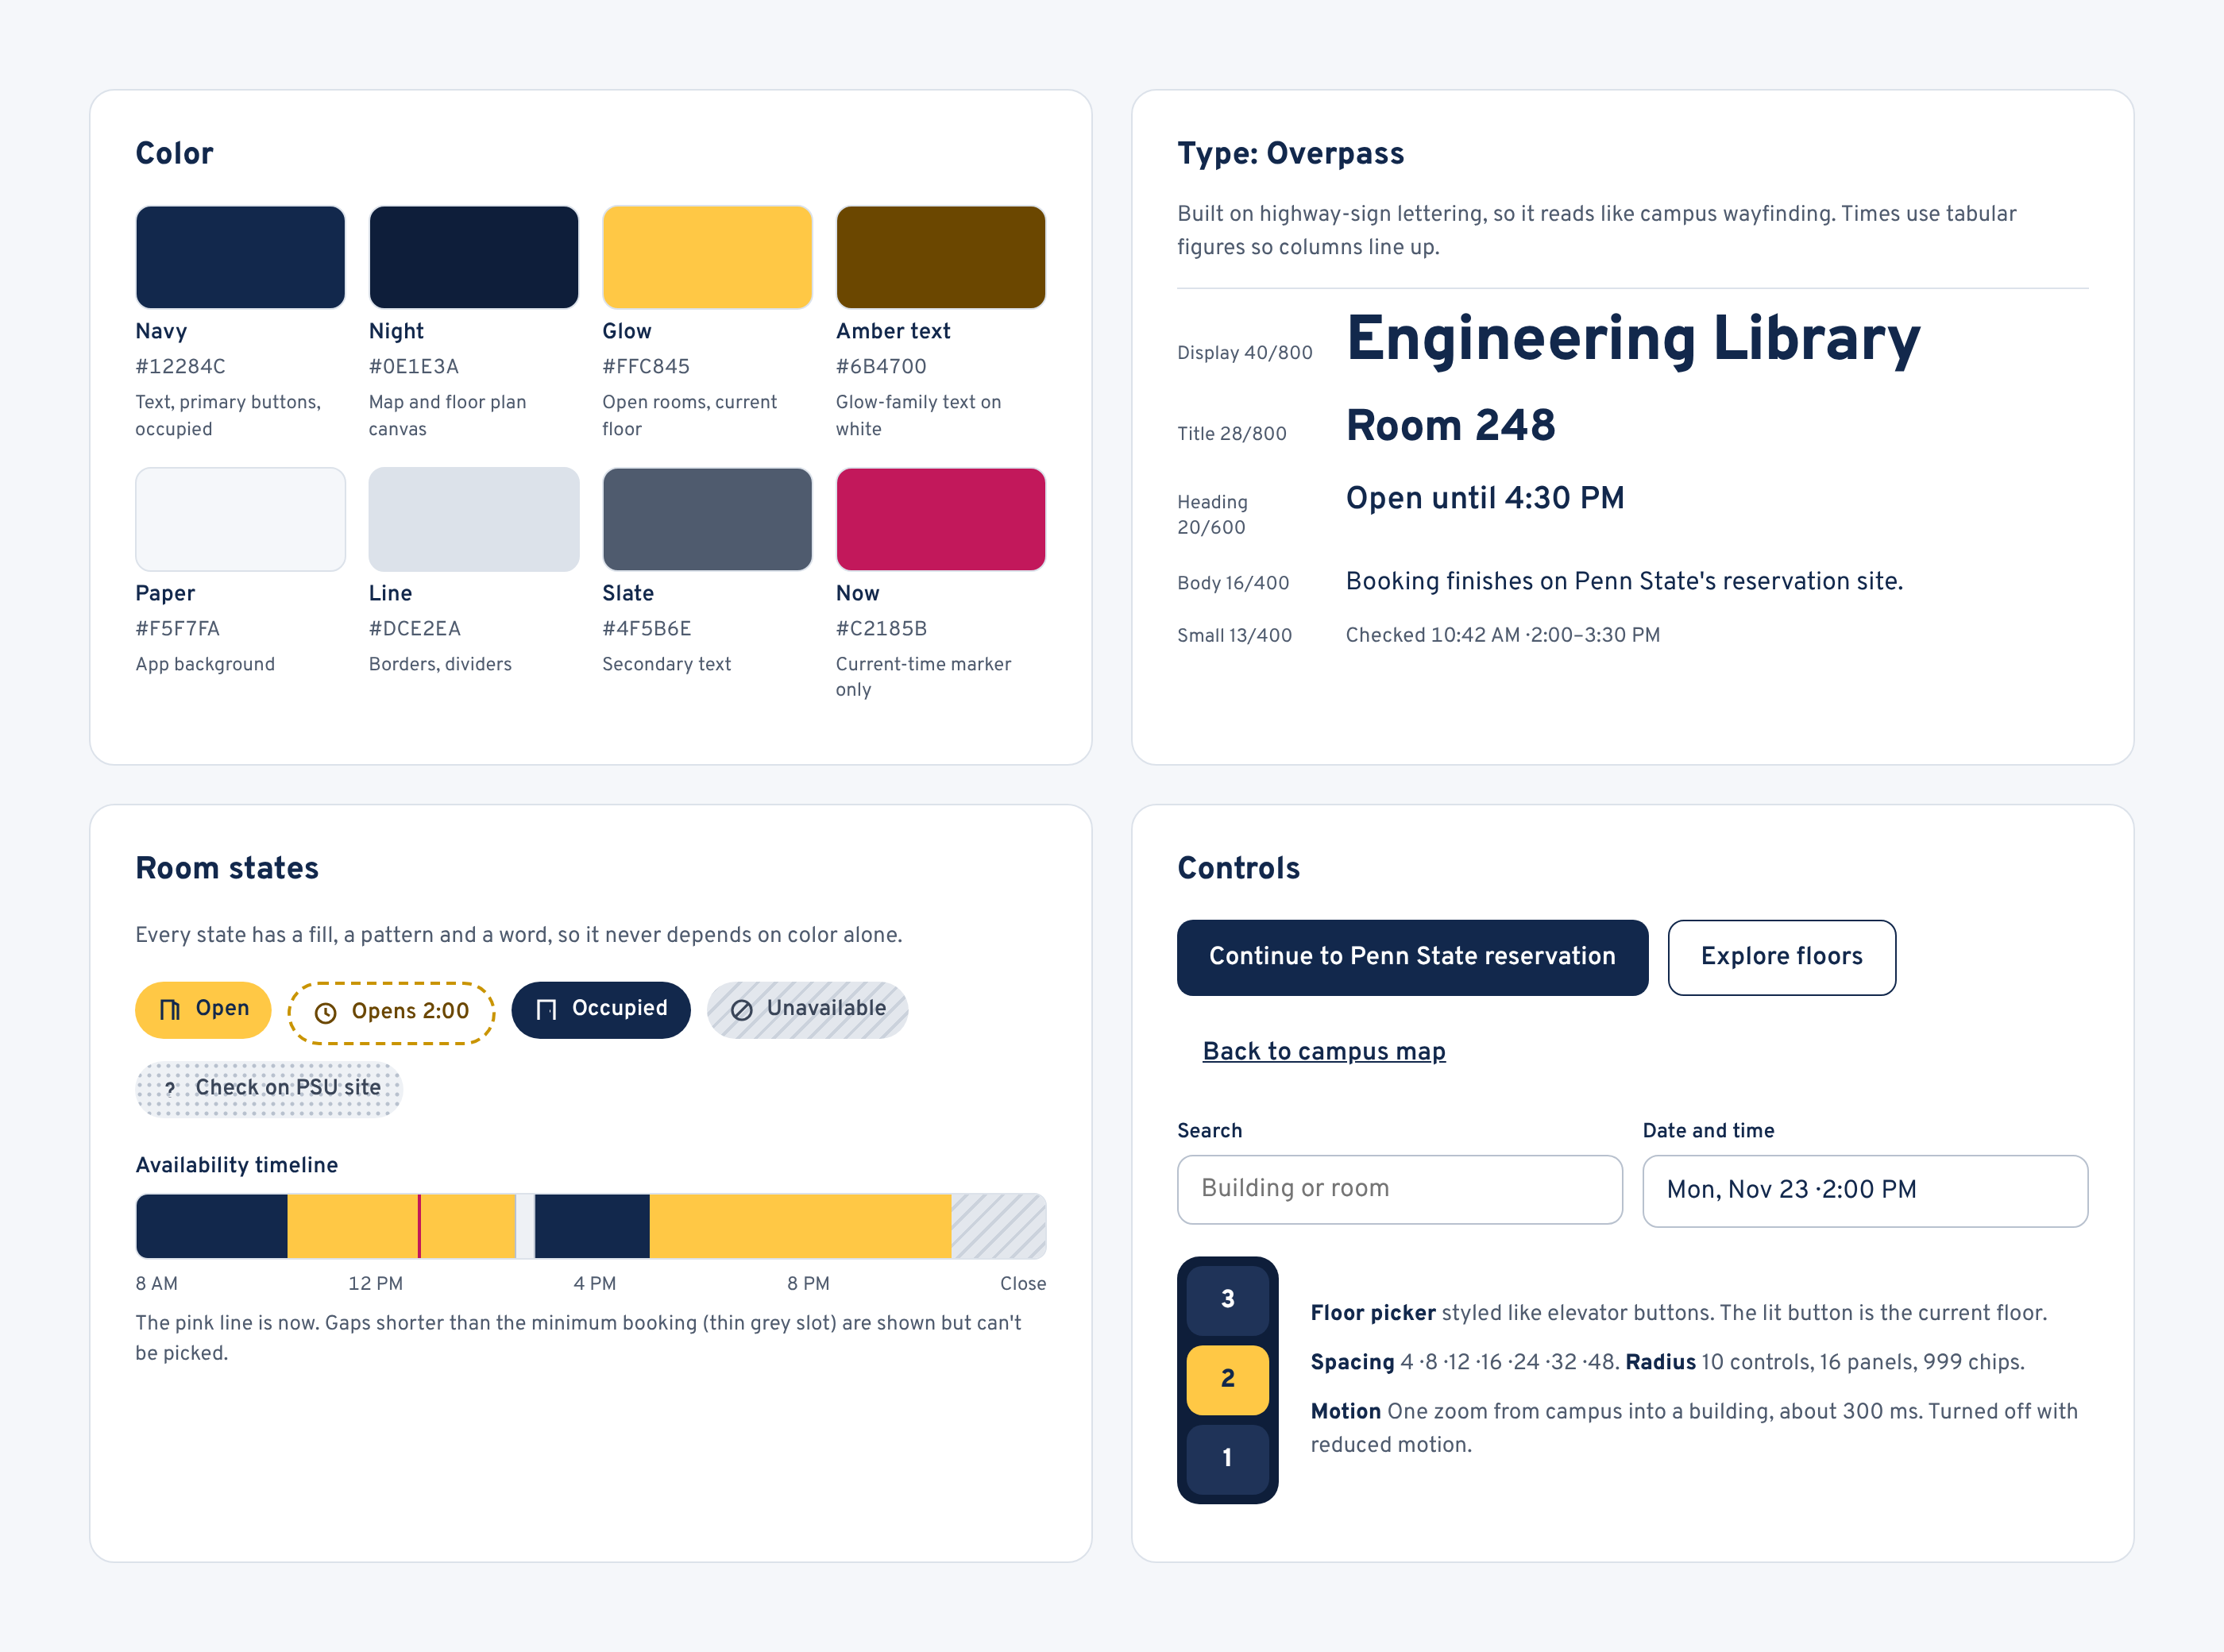 Color
Navy
#12284C
Text, primary buttons,
occupied
Night
#0E1E3A
Map and floor plan
canvas
Glow
#FFC845
Open rooms, current
floor
Amber text
#6B4700
Glow-family text on
white
Paper
#F5F7FA
App background
Line
#DCE2EA
Borders, dividers
Slate
#4F5B6E
Secondary text
Now
#C2185B
Current-time marker
only
Type: Overpass
Built on highway-sign lettering, so it reads like campus wayfinding. Times use tabular
figures so columns line up.
Display 40/800
Engineering Library
Title 28/800
Room 248
Heading
20/600
Open until 4:30 PM
Body 16/400
Booking finishes on Penn State's reservation site.
Small 13/400
Checked 10:42 AM ·2:00–3:30 PM
Room states
Every state has a fill, a pattern and a word, so it never depends on color alone.
Open
Opens 2:00
Occupied
Unavailable
? Check on PSU site
Availability timeline
8 AM
12 PM
4 PM
8 PM
Close
The pink line is now. Gaps shorter than the minimum booking (thin grey slot) are shown but can't
be picked.
Controls
Continue to Penn State reservation
Explore floors
Back to campus map
Search
Building or room
Date and time
Mon, Nov 23 ·2:00 PM
3
2
1
Floor picker styled like elevator buttons. The lit button is the current floor.
Spacing 4 ·8 ·12 ·16 ·24 ·32 ·48. Radius 10 controls, 16 panels, 999 chips.
Motion One zoom from campus into a building, about 300 ms. Turned off with
reduced motion.